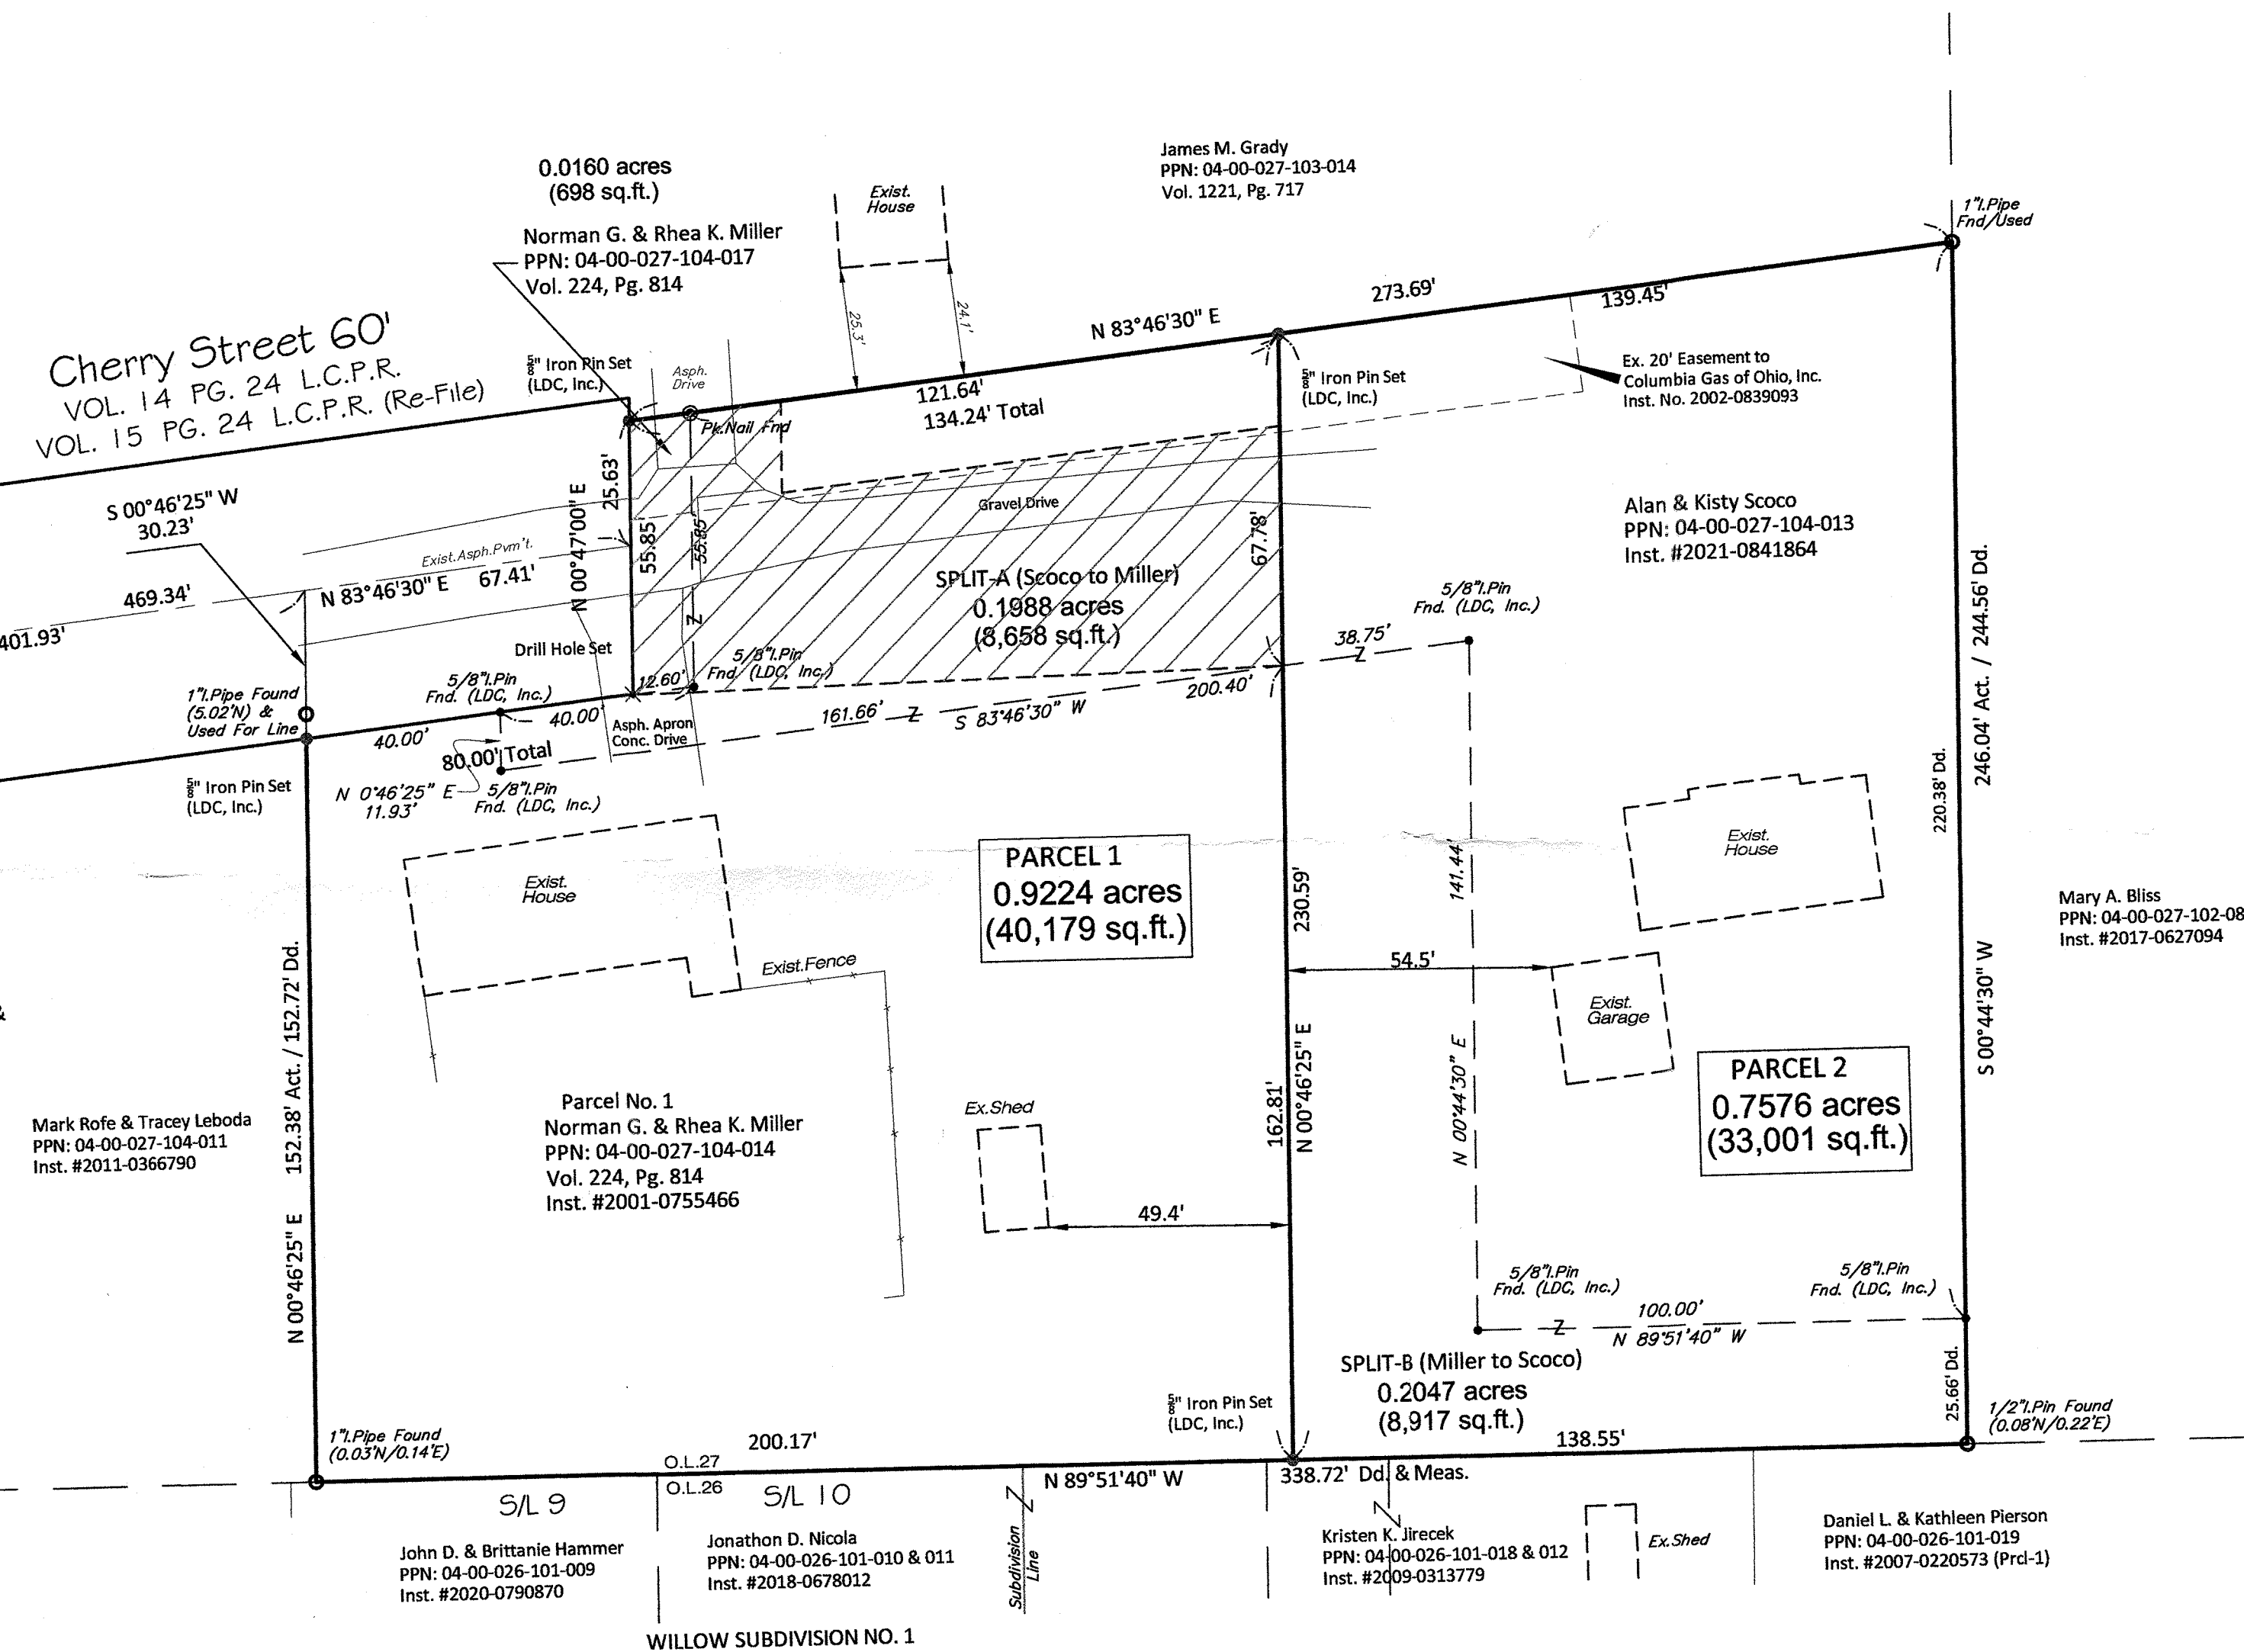 0.0160 acres
(698 sq.ft.)
Norman G. & Rhea K. Miller
PPN: 04-00-027-104-017
Vol. 224, Pg. 814
Exist.
House
25.3'
24.1'
James M. Grady
PPN: 04-00-027-103-014
Vol. 1221, Pg. 717
1"I.Pipe
Fnd/Used
Cherry Street 60'
VOL. 14 PG. 24 L.C.P.R.
VOL. 15 PG. 24 L.C.P.R. (Re-File)
5/8" Iron Pin Set
(LDC, Inc.)
Asph.
Drive
Pk.Nail Fnd
N 83°46'30" E
273.69'
139.45'
121.64'
134.24' Total
5/8" Iron Pin Set
(LDC, Inc.)
Ex. 20' Easement to
Columbia Gas of Ohio, Inc.
Inst. No. 2002-0839093
S 00°46'25" W
30.23'
469.34'
401.93'
Exist.Asph.Pvm't.
N 83°46'30" E 67.41'
N 00°47'00" E
25.63'
55.85'
55.85'
Gravel Drive
67.78'
SPLIT-A (Scoco to Miller)
0.1988 acres
(8,658 sq.ft.)
Alan & Kisty Scoco
PPN: 04-00-027-104-013
Inst. #2021-0841864
5/8"I.Pin
Fnd. (LDC, Inc.)
38.75'
Z
Z
Drill Hole Set
5/8"I.Pin
Fnd. (LDC, Inc.)
12.60'
5/8"I.Pin
Fnd. (LDC, Inc.)
1"I.Pipe Found
(5.02'N) &
Used For Line
40.00'
40.00'
80.00' Total
Asph. Apron
Conc. Drive
161.66'
Z
S 83°46'30" W
200.40'
5/8" Iron Pin Set
(LDC, Inc.)
N 0°46'25" E
11.93'
5/8"I.Pin
Fnd. (LDC, Inc.)
Exist.
House
PARCEL 1
0.9224 acres
(40,179 sq.ft.)
Exist.Fence
230.59'
141.44'
54.5'
Exist.
House
Exist.
Garage
220.38' Dd.
246.04' Act. / 244.56' Dd.
S 00°44'30" W
Mary A. Bliss
PPN: 04-00-027-102-08
Inst. #2017-0627094
&
152.38' Act. / 152.72' Dd.
N 00°46'25" E
Mark Rofe & Tracey Leboda
PPN: 04-00-027-104-011
Inst. #2011-0366790
Parcel No. 1
Norman G. & Rhea K. Miller
PPN: 04-00-027-104-014
Vol. 224, Pg. 814
Inst. #2001-0755466
Ex.Shed
49.4'
162.81'
N 00°46'25" E
N 00°44'30" E
PARCEL 2
0.7576 acres
(33,001 sq.ft.)
5/8"I.Pin
Fnd. (LDC, Inc.)
5/8"I.Pin
Fnd. (LDC, Inc.)
100.00'
Z
N 89°51'40" W
SPLIT-B (Miller to Scoco)
0.2047 acres
(8,917 sq.ft.)
25.66' Dd.
5/8" Iron Pin Set
(LDC, Inc.)
1/2"I.Pin Found
(0.08'N/0.22'E)
1"I.Pipe Found
(0.03'N/0.14'E)
200.17'
138.55'
O.L.27
O.L.26
N 89°51'40" W
338.72' Dd. & Meas.
S/L 9
S/L 10
Z
Z
Subdivision
Line
John D. & Brittanie Hammer
PPN: 04-00-026-101-009
Inst. #2020-0790870
Jonathon D. Nicola
PPN: 04-00-026-101-010 & 011
Inst. #2018-0678012
Kristen K. Jirecek
PPN: 04-00-026-101-018 & 012
Inst. #2009-0313779
Ex.Shed
Daniel L. & Kathleen Pierson
PPN: 04-00-026-101-019
Inst. #2007-0220573 (Prcl-1)
WILLOW SUBDIVISION NO. 1